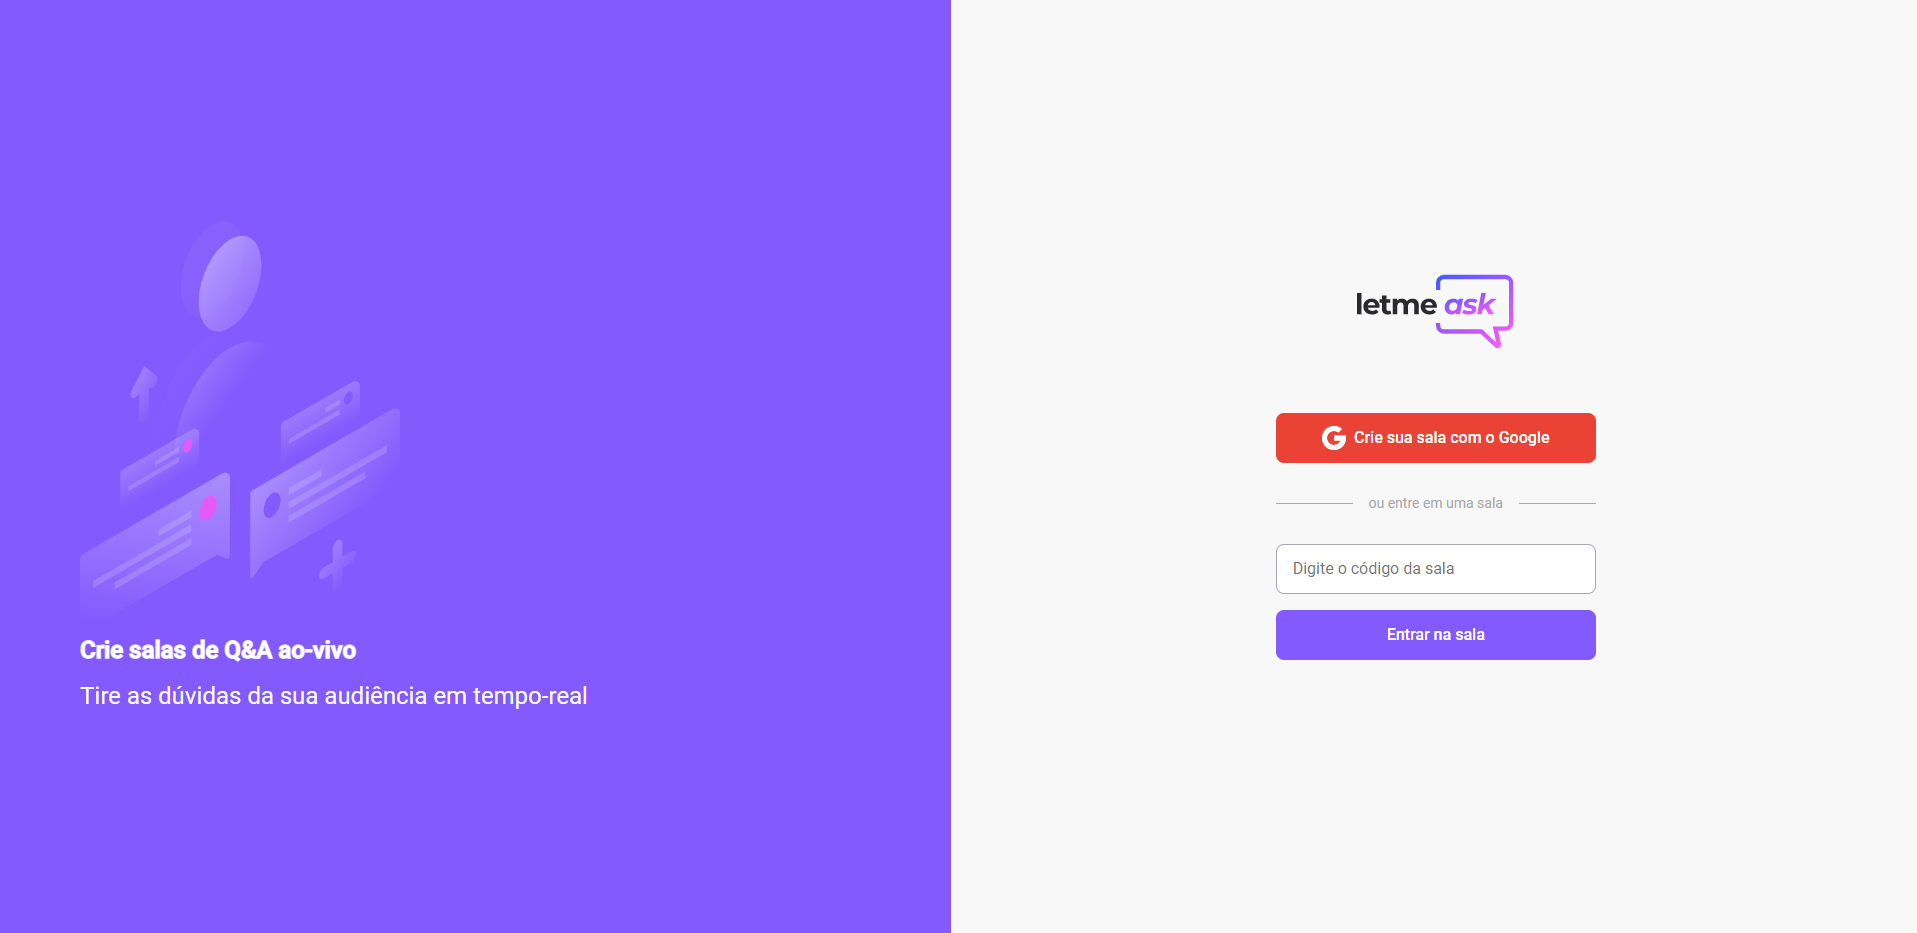 Crie salas de Q&A ao-vivo
Tire as dúvidas da sua audiência em tempo-real
letme ask
Crie sua sala com o Google
ou entre em uma sala
Digite o código da sala
Entrar na sala